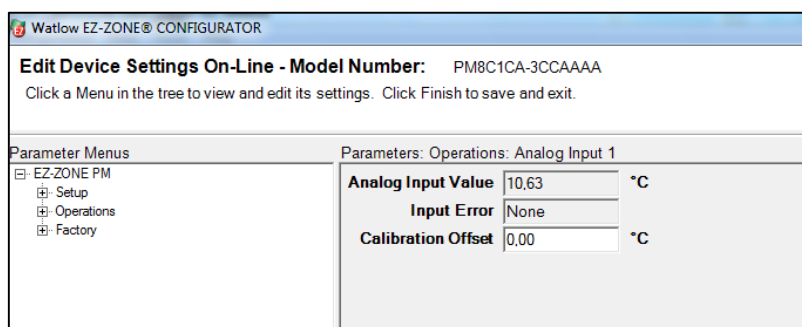 Watlow EZ-ZONE® CONFIGURATOR
Edit Device Settings On-Line - Model Number: PM8C1CA-3CCAAAA
Click a Menu in the tree to view and edit its settings. Click Finish to save and exit.
Parameter Menus
EZ-ZONE PM
Setup
Operations
Factory
Parameters: Operations: Analog Input 1
Analog Input Value 10,63 °C
Input Error None
Calibration Offset 0,00 °C